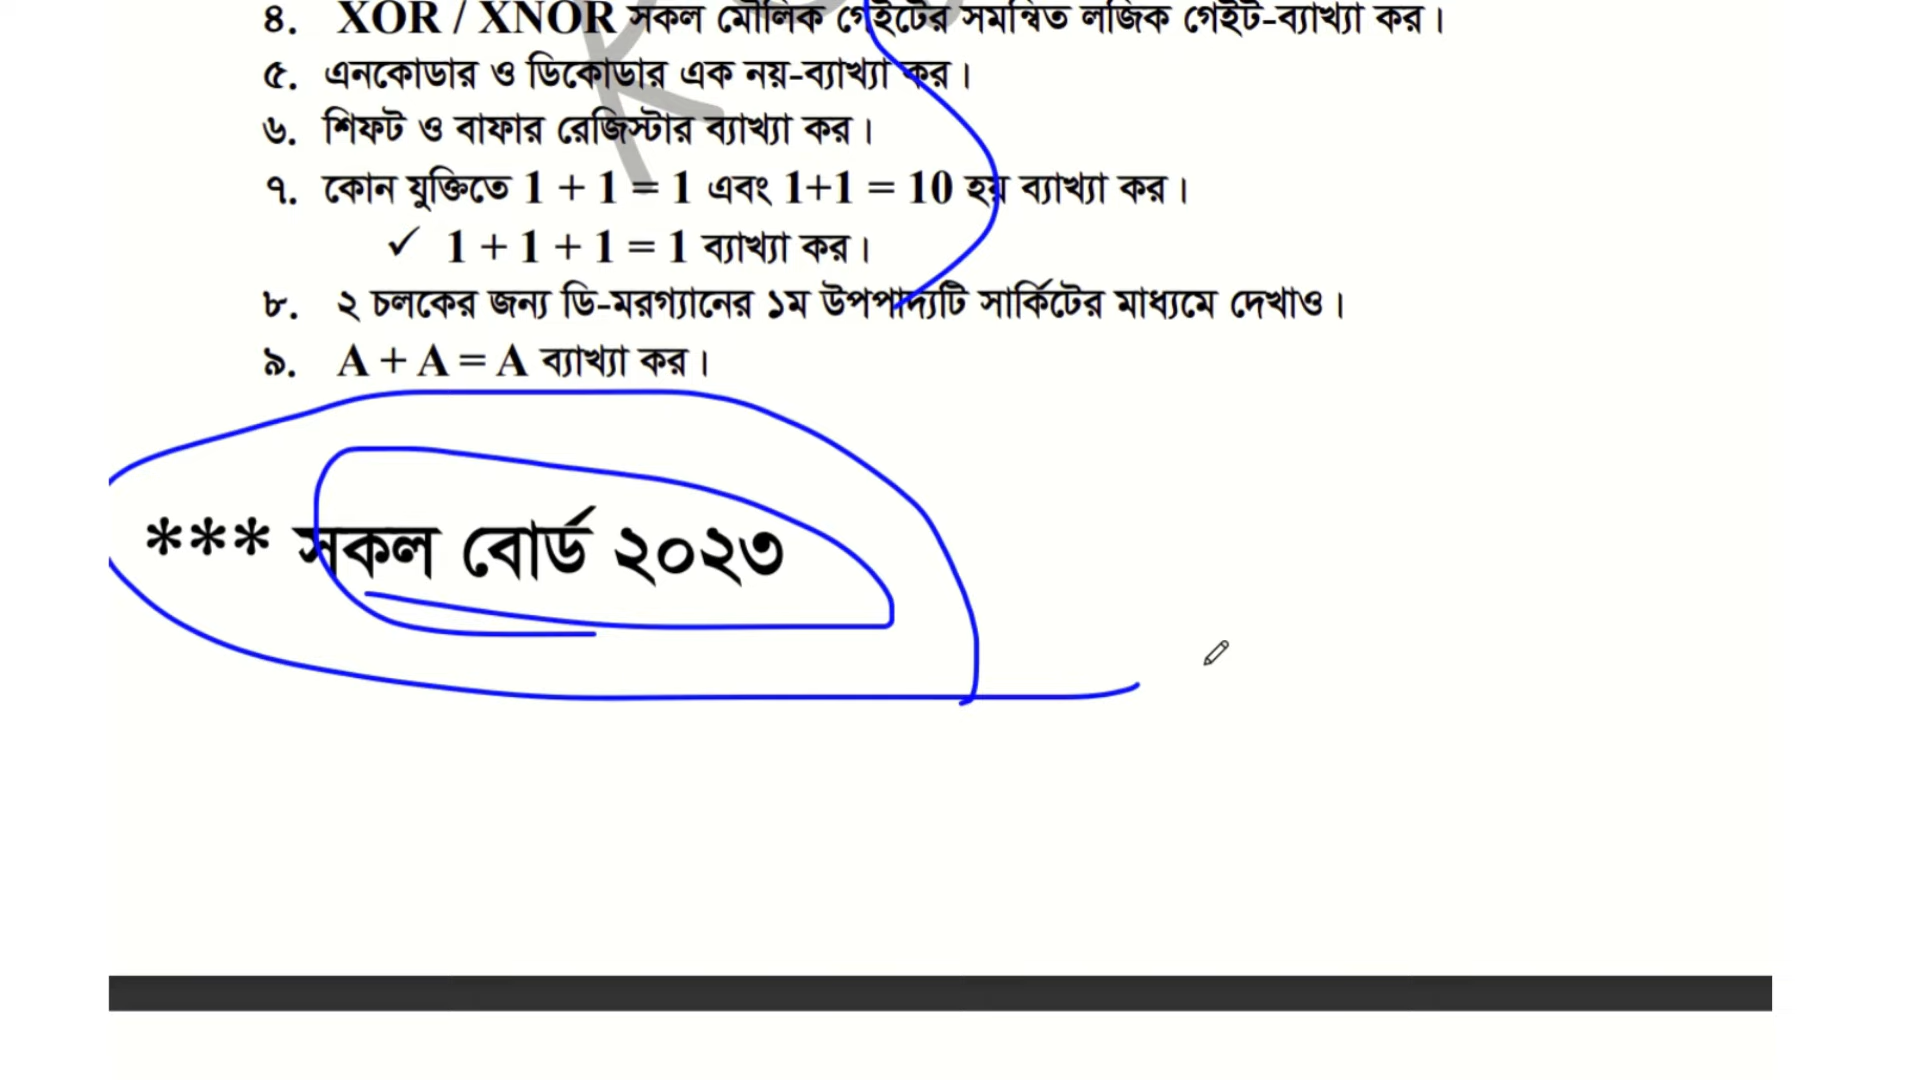 ৪. XOR / XNOR সকল মৌলিক গেইটের সমন্বিত লজিক গেইট-ব্যাখ্যা কর।
৫. এনকোডার ও ডিকোডার এক নয়-ব্যাখ্যা কর।
৬. শিফট ও বাফার রেজিস্টার ব্যাখ্যা কর।
৭. কোন যুক্তিতে 1 + 1 = 1 এবং 1+1 = 10 হয় ব্যাখ্যা কর।
✓ 1 + 1 + 1 = 1 ব্যাখ্যা কর।
৮. ২ চলকের জন্য ডি-মরগ্যানের ১ম উপপাদ্যটি সার্কিটের মাধ্যমে দেখাও।
৯. A + A = A ব্যাখ্যা কর।
*** সকল বোর্ড ২০২৩